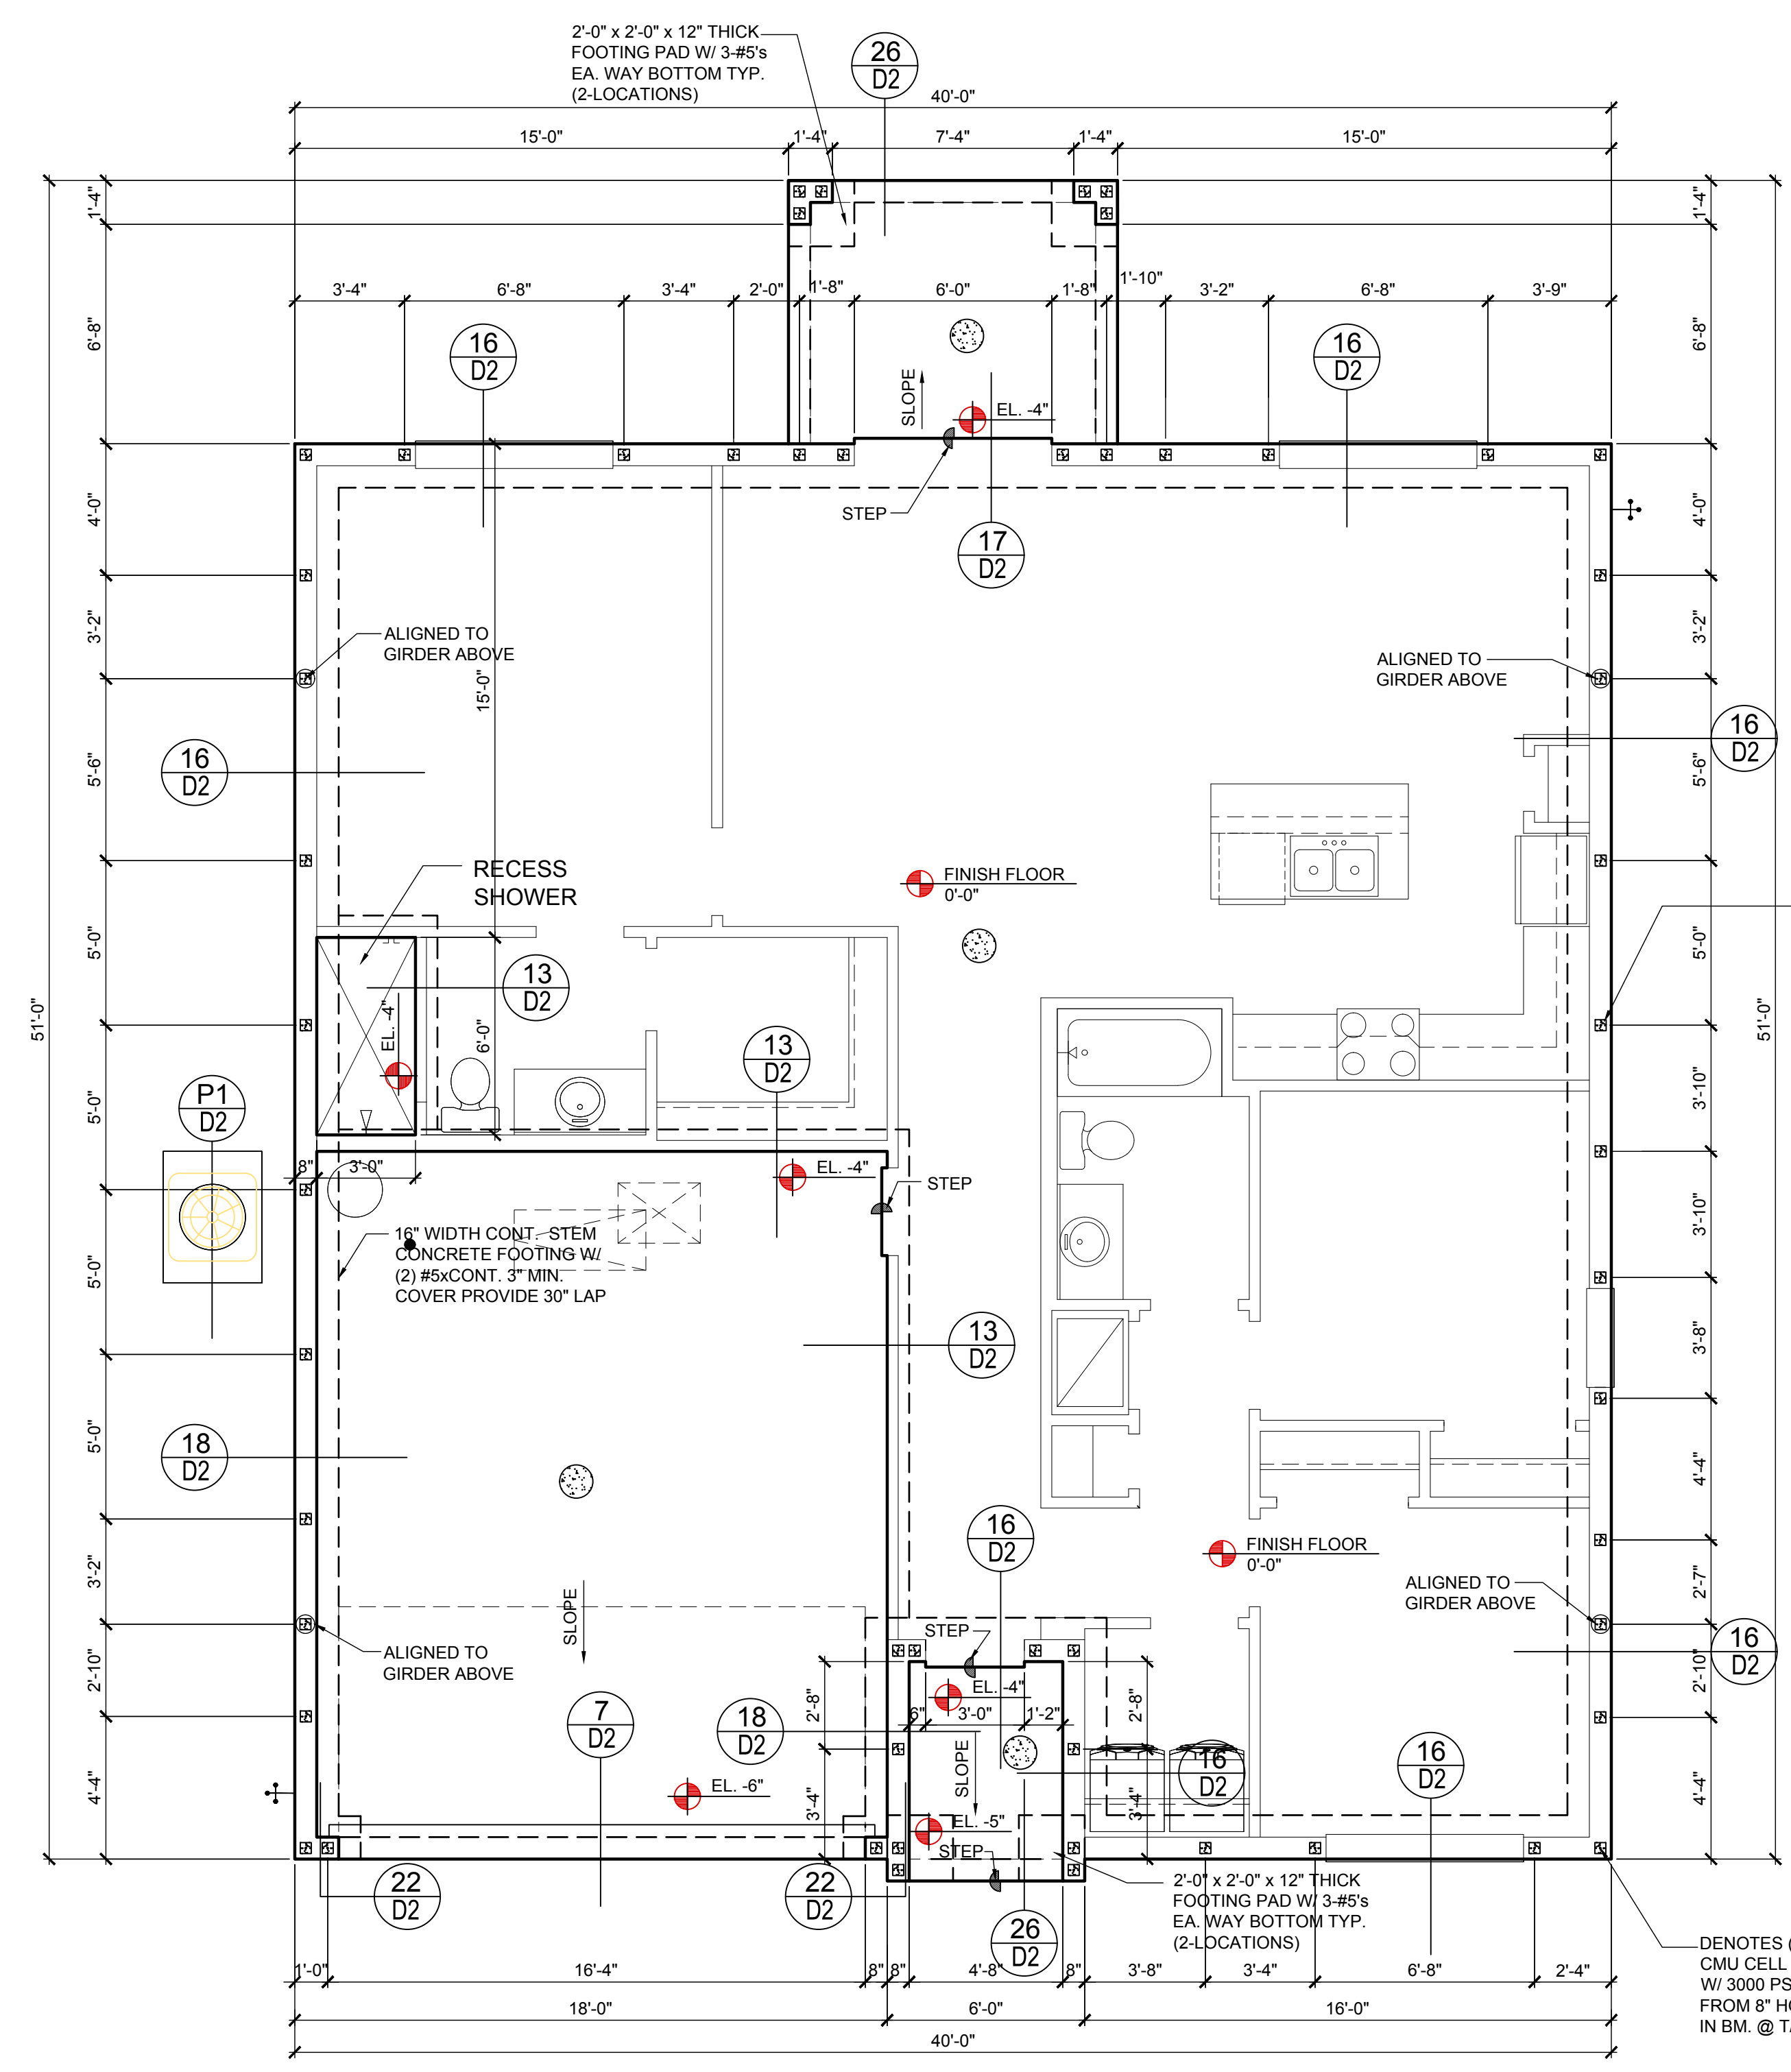 2'-0" x 2'-0" x 12" THICK
FOOTING PAD W/ 3-#5's
EA. WAY BOTTOM TYP.
(2-LOCATIONS)
26
D2
40'-0"
15'-0"
1'-4"
7'-4"
1'-4"
15'-0"
1'-4"
1'-4"
3'-4"
6'-8"
3'-4"
2'-0"
1'-8"
6'-0"
1'-8"
1'-10"
3'-2"
6'-8"
3'-9"
6'-8"
6'-8"
16
D2
16
D2
SLOPE
EL. -4"
STEP
17
D2
4'-0"
4'-0"
3'-2"
3'-2"
ALIGNED TO
GIRDER ABOVE
ALIGNED TO
GIRDER ABOVE
15'-0"
16
D2
16
D2
5'-6"
5'-6"
RECESS
SHOWER
FINISH FLOOR
0'-0"
5'-0"
5'-0"
13
D2
EL. -4"
6'-0"
13
D2
51'-0"
51'-0"
P1
D2
5'-0"
3'-10"
8"
3'-0"
EL. -4"
STEP
3'-10"
16" WIDTH CONT. STEM
CONCRETE FOOTING W/
(2) #5xCONT. 3" MIN.
COVER PROVIDE 30" LAP
5'-0"
13
D2
3'-8"
18
D2
5'-0"
4'-4"
16
D2
FINISH FLOOR
0'-0"
3'-2"
2'-7"
SLOPE
ALIGNED TO
GIRDER ABOVE
ALIGNED TO
GIRDER ABOVE
STEP
16
D2
2'-10"
2'-10"
7
D2
18
D2
2'-8"
EL. -4"
6"
3'-0"
1'-2"
2'-8"
SLOPE
16
D2
16
D2
4'-4"
EL. -6"
3'-4"
EL. -5"
3'-4"
4'-4"
STEP
22
D2
22
D2
26
D2
2'-0" x 2'-0" x 12" THICK
FOOTING PAD W/ 3-#5's
EA. WAY BOTTOM TYP.
(2-LOCATIONS)
DENOTES (
CMU CELL
W/ 3000 PS
FROM 8" HO
IN BM. @ T
1'-0"
16'-4"
8"
8"
4'-8"
8"
3'-8"
3'-4"
6'-8"
2'-4"
18'-0"
6'-0"
16'-0"
40'-0"